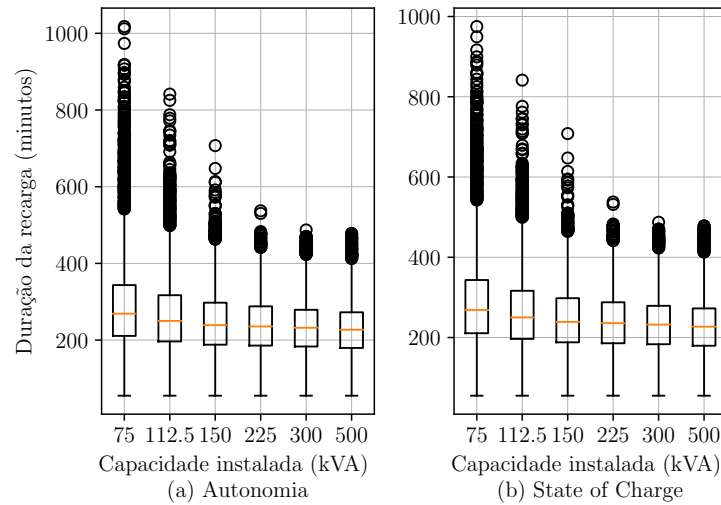 Duração da recarga (minutos)
1000
800
600
400
200
75 112.5 150 225 300 500
Capacidade instalada (kVA)
(a) Autonomia
1000
800
600
400
200
75 112.5 150 225 300 500
Capacidade instalada (kVA)
(b) State of Charge